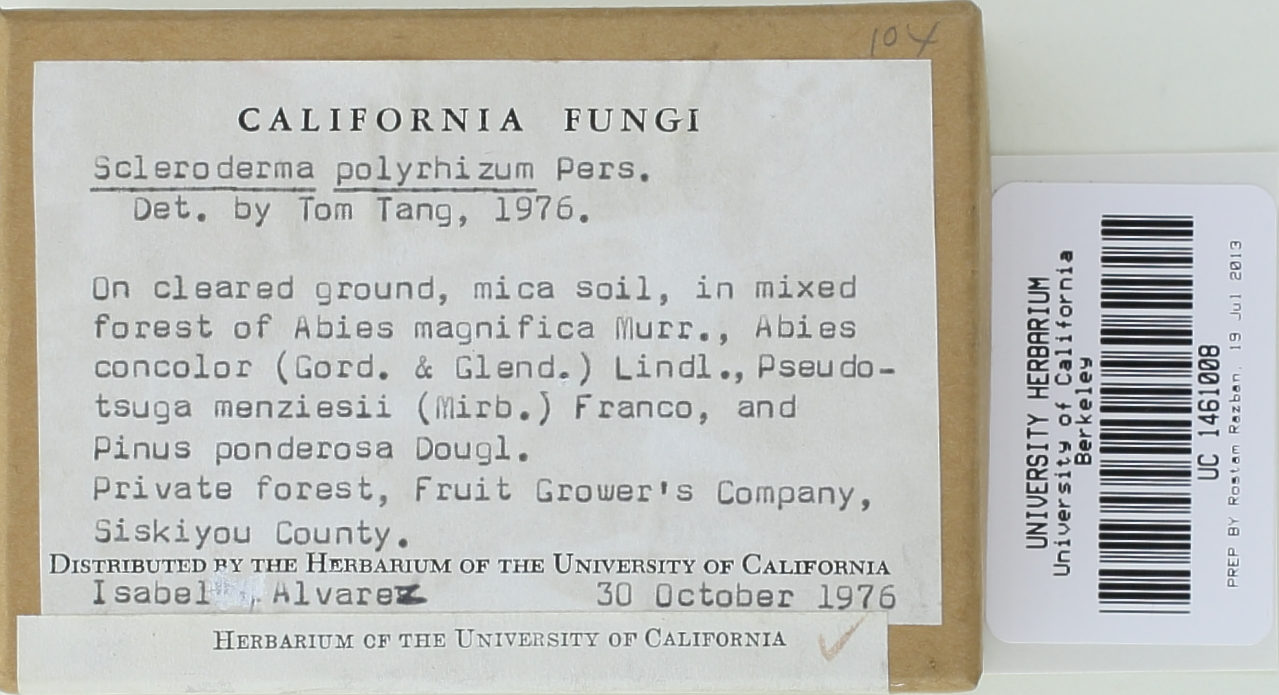 104
CALIFORNIA FUNGI
Scleroderma polyrhizum Pers.
Det. by Tom Tang, 1976.
On cleared ground, mica soil, in mixed
forest of Abies magnifica Murr., Abies
concolor (Gord. & Glend.) Lindl., Pseudo-
tsuga menziesii (Mirb.) Franco, and
Pinus ponderosa Dougl.
Private forest, Fruit Grower's Company,
Siskiyou County.
DISTRIBUTED BY THE HERBARIUM OF THE UNIVERSITY OF CALIFORNIA
Isabel Alvarez 30 October 1976
HERBARIUM OF THE UNIVERSITY OF CALIFORNIA
UNIVERSITY HERBARIUM
University of California
Berkeley
UC 1461008
PREP BY Rostam Razban, 19 Jul 2013